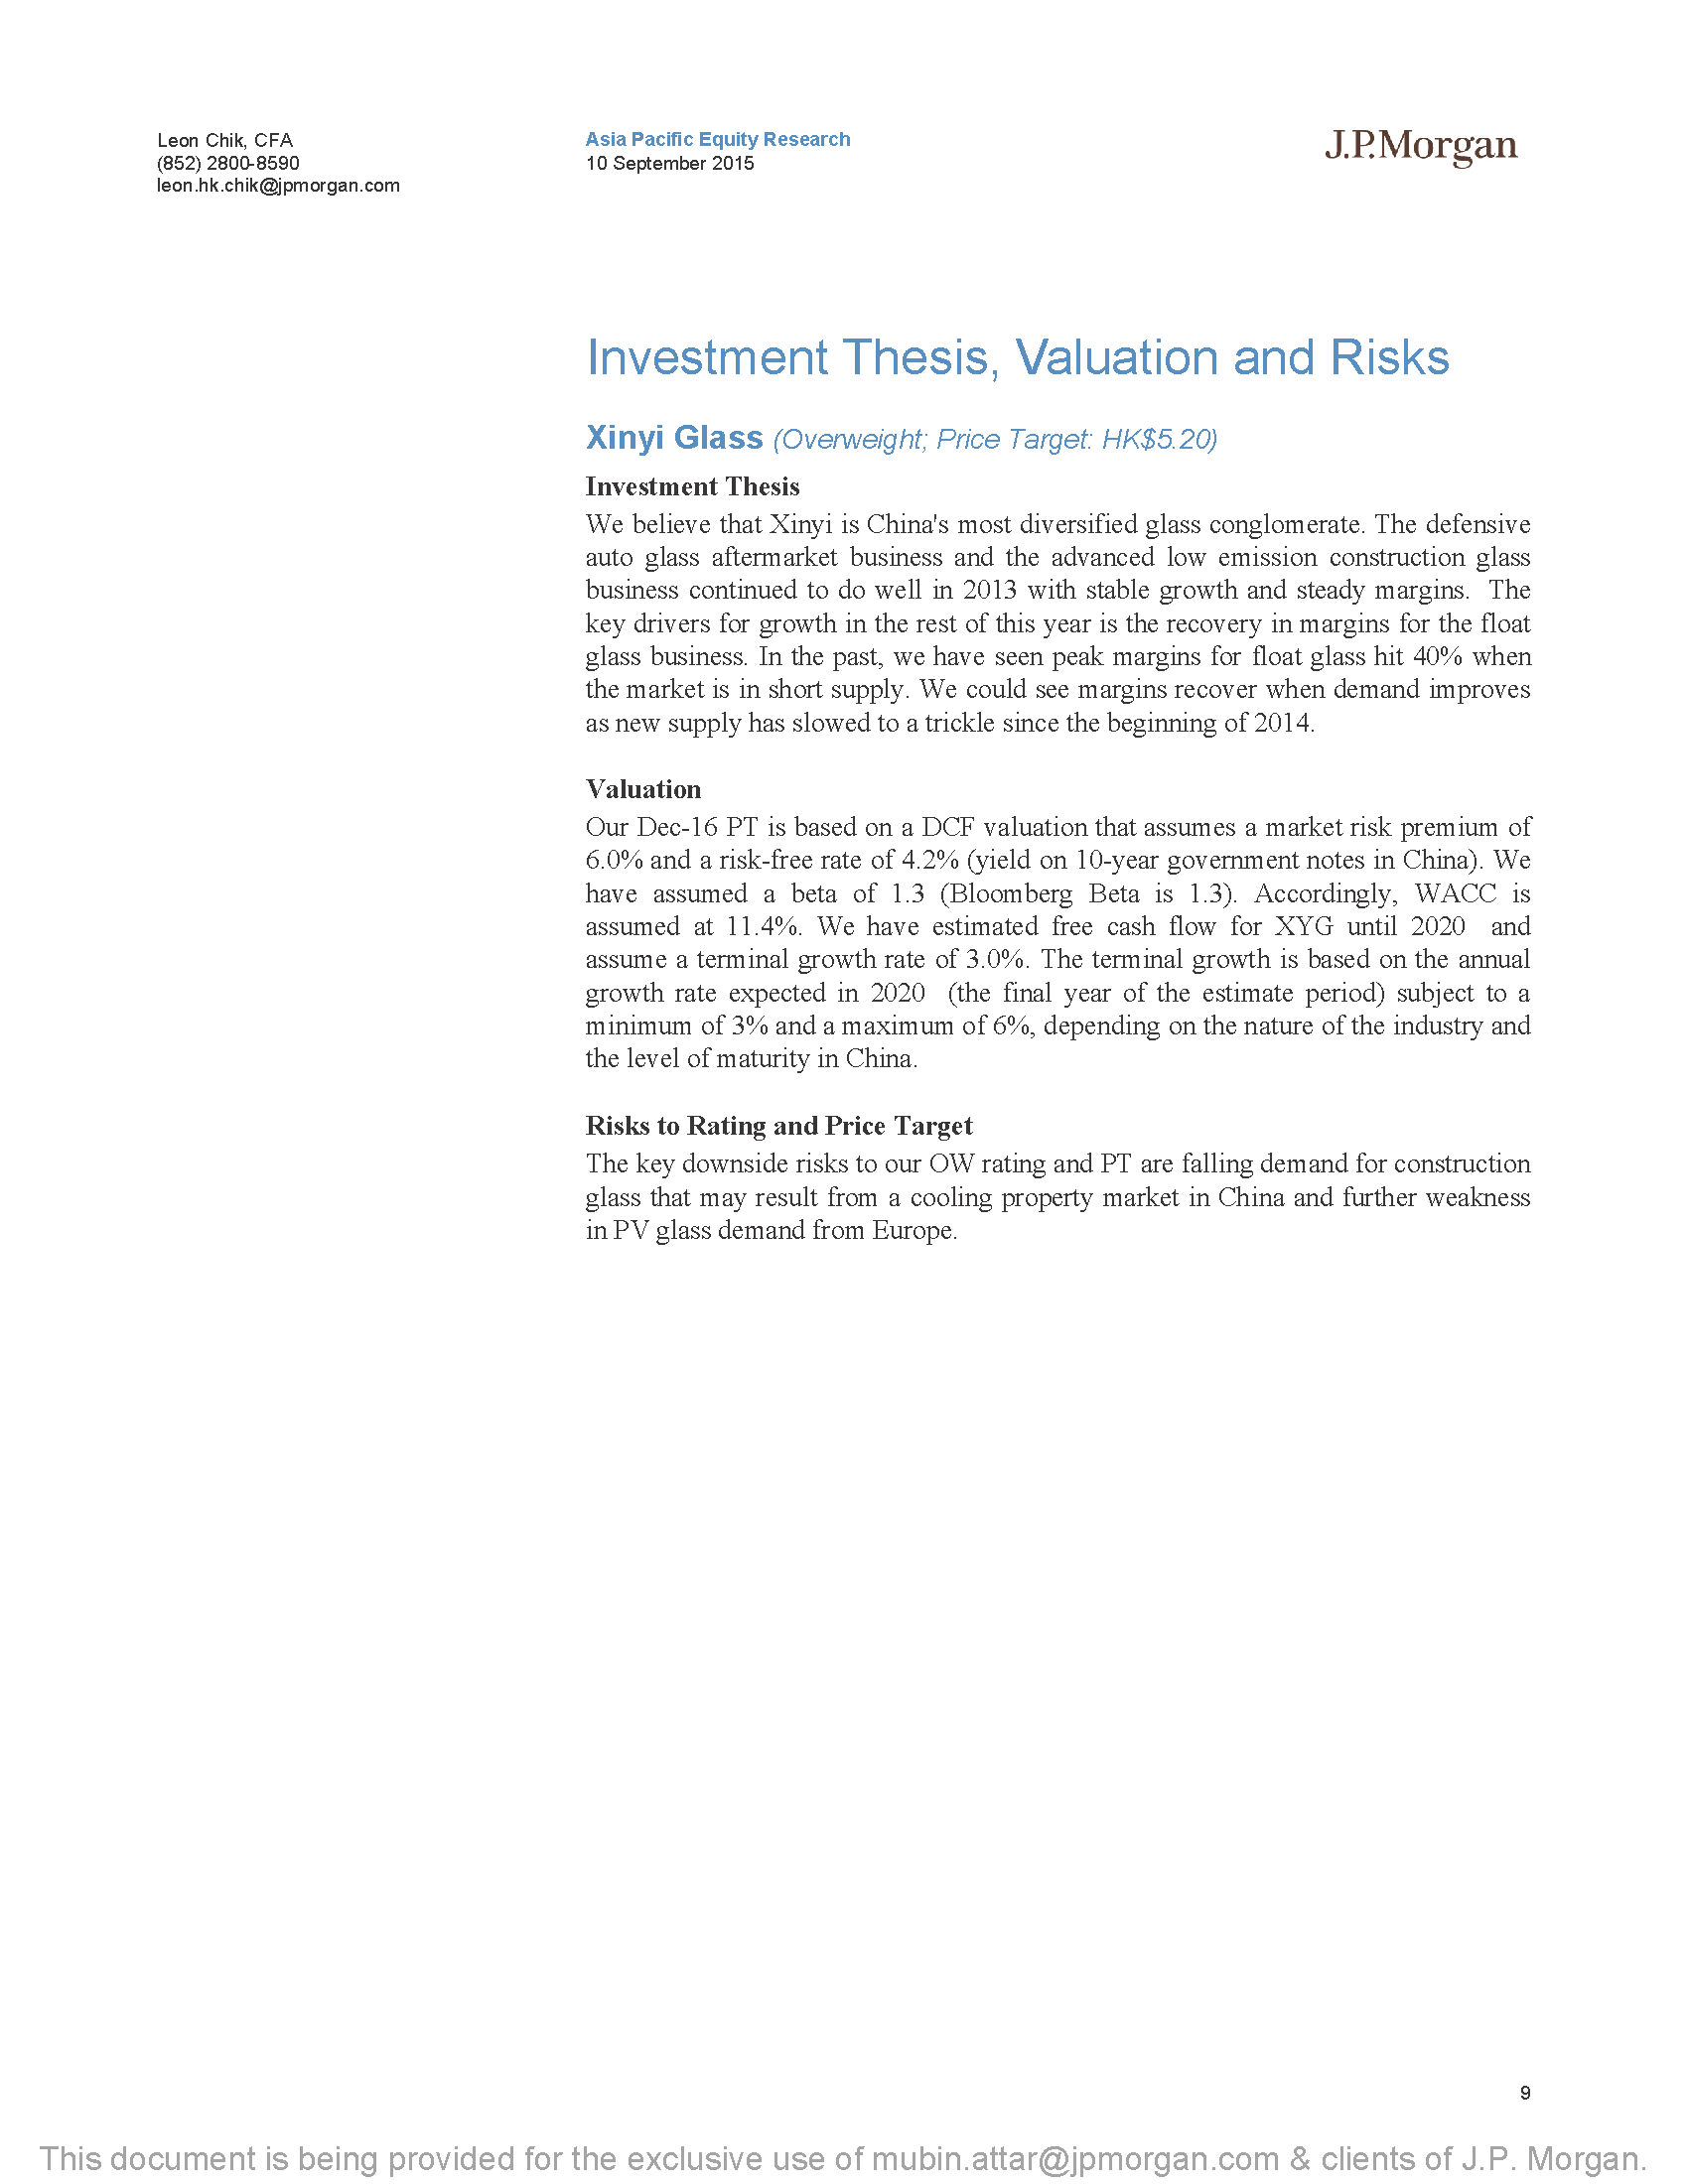 Leon Chik, CFA
(852) 2800-8590
leon.hk.chik@jpmorgan.com
Asia Pacific Equity Research
10 September 2015
J.P.Morgan
Investment Thesis, Valuation and Risks
Xinyi Glass (Overweight; Price Target: HK$5.20)
Investment Thesis
We believe that Xinyi is China's most diversified glass conglomerate. The defensive
auto glass aftermarket business and the advanced low emission construction glass
business continued to do well in 2013 with stable growth and steady margins.  The
key drivers for growth in the rest of this year is the recovery in margins for the float
glass business. In the past, we have seen peak margins for float glass hit 40% when
the market is in short supply. We could see margins recover when demand improves
as new supply has slowed to a trickle since the beginning of 2014.
Valuation
Our Dec-16 PT is based on a DCF valuation that assumes a market risk premium of
6.0% and a risk-free rate of 4.2% (yield on 10-year government notes in China). We
have assumed a beta of 1.3 (Bloomberg Beta is 1.3). Accordingly, WACC is
assumed at 11.4%. We have estimated free cash flow for XYG until 2020  and
assume a terminal growth rate of 3.0%. The terminal growth is based on the annual
growth rate expected in 2020  (the final year of the estimate period) subject to a
minimum of 3% and a maximum of 6%, depending on the nature of the industry and
the level of maturity in China.
Risks to Rating and Price Target
The key downside risks to our OW rating and PT are falling demand for construction
glass that may result from a cooling property market in China and further weakness
in PV glass demand from Europe.
9
This document is being provided for the exclusive use of mubin.attar@jpmorgan.com & clients of J.P. Morgan.